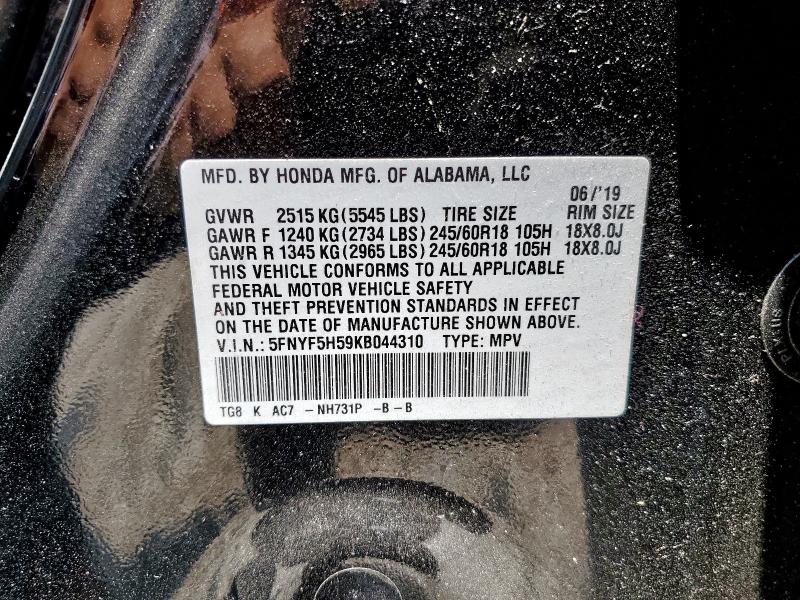 MFD. BY HONDA MFG. OF ALABAMA, LLC
06/'19
GVWR 2515 KG (5545 LBS) TIRE SIZE RIM SIZE
GAWR F 1240 KG (2734 LBS) 245/60R18 105H 18X8.0J
GAWR R 1345 KG (2965 LBS) 245/60R18 105H 18X8.0J
THIS VEHICLE CONFORMS TO ALL APPLICABLE
FEDERAL MOTOR VEHICLE SAFETY
AND THEFT PREVENTION STANDARDS IN EFFECT
ON THE DATE OF MANUFACTURE SHOWN ABOVE.
V.I.N.: 5FNYF5H59KB044310 TYPE: MPV
TG8 K AC7 -NH731P -B-B
PLUS